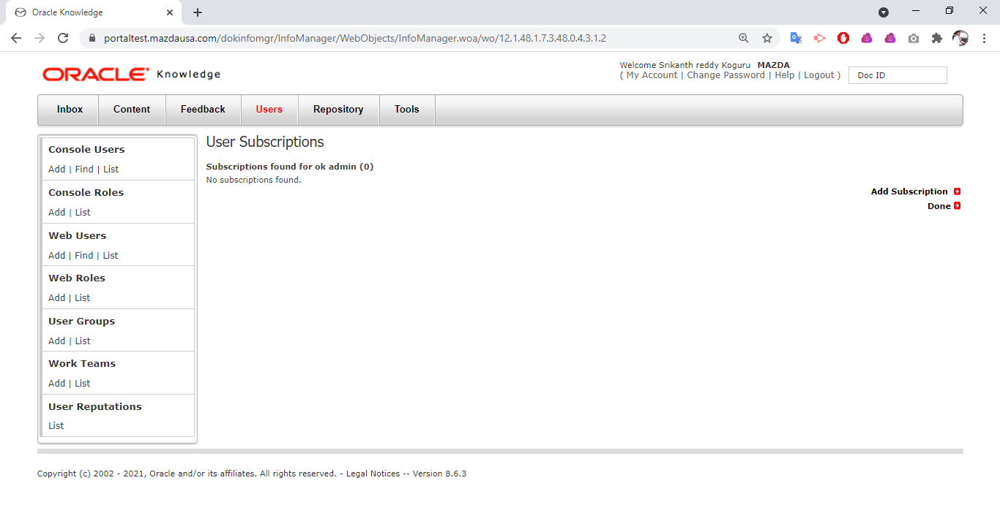 Oracle Knowledge
portaltest.mazdausa.com/dokinfomgr/InfoManager/WebObjects/InfoManager.woa/wo/12.1.48.1.7.3.48.0.4.3.1.2
ORACLE Knowledge
Welcome Srikanth reddy Koguru MAZDA
( My Account | Change Password | Help | Logout )
Doc ID
Inbox Content Feedback Users Repository Tools
Console Users
Add | Find | List
Console Roles
Add | List
Web Users
Add | Find | List
Web Roles
Add | List
User Groups
Add | List
Work Teams
Add | List
User Reputations
List
User Subscriptions
Subscriptions found for ok admin (0)
No subscriptions found.
Add Subscription
Done
Copyright (c) 2002 - 2021, Oracle and/or its affiliates. All rights reserved. - Legal Notices -- Version 8.6.3